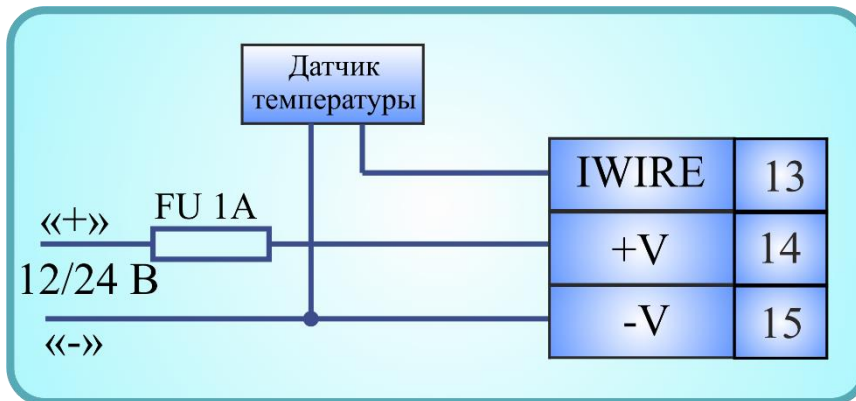 Датчик
температуры
IWIRE 13
«+» FU 1A
+V 14
12/24 В
-V 15
«-»